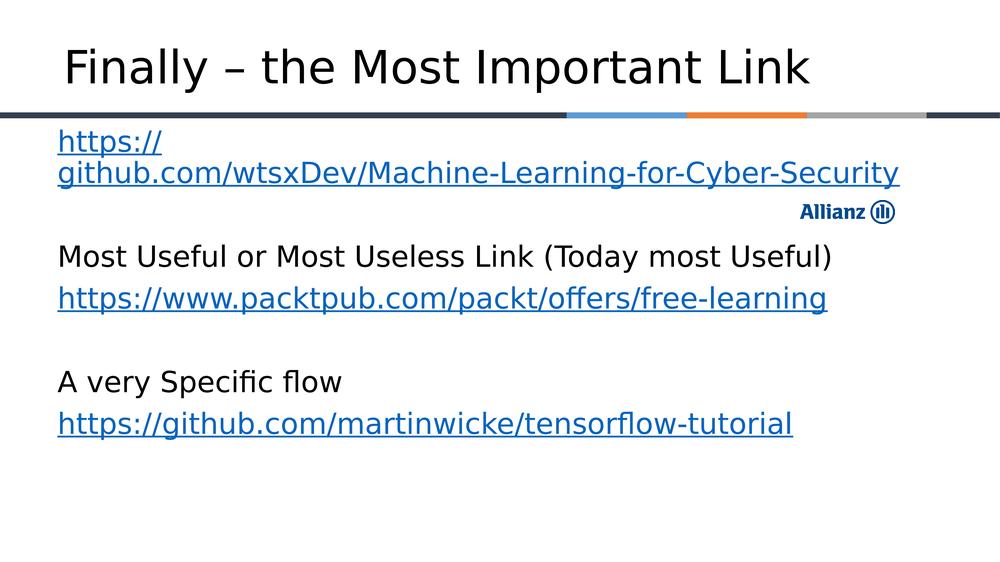 Finally – the Most Important Link
https://
github.com/wtsxDev/Machine-Learning-for-Cyber-Security
Allianz
Most Useful or Most Useless Link (Today most Useful)
https://www.packtpub.com/packt/offers/free-learning
A very Specific flow
https://github.com/martinwicke/tensorflow-tutorial